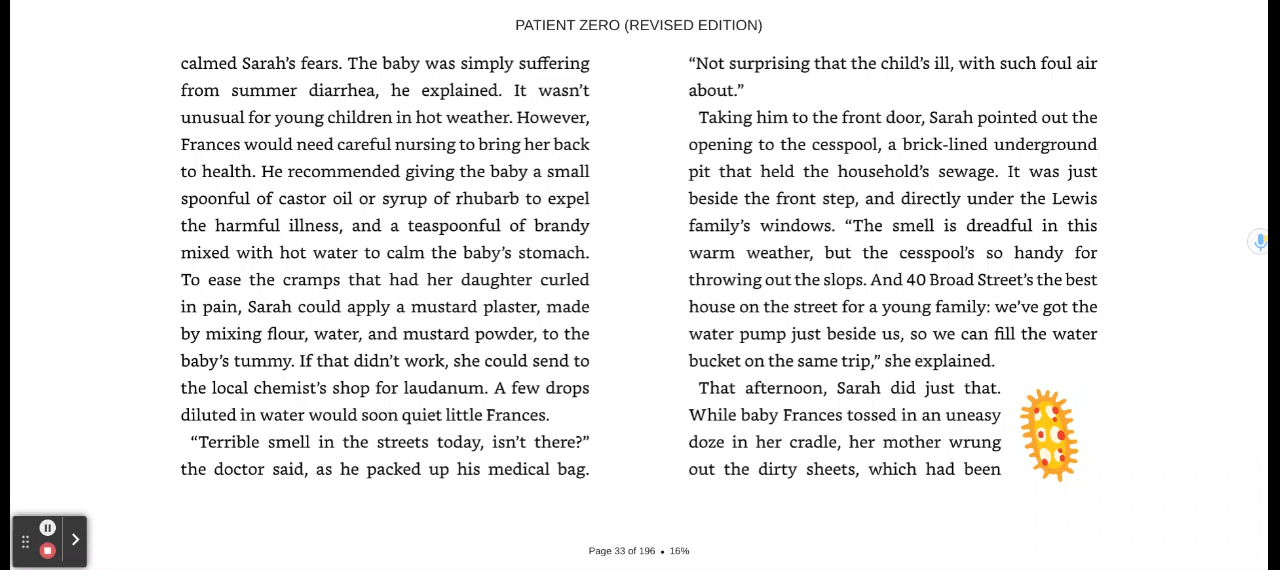 PATIENT ZERO (REVISED EDITION)
calmed Sarah’s fears. The baby was simply suffering
from summer diarrhea, he explained. It wasn’t
unusual for young children in hot weather. However,
Frances would need careful nursing to bring her back
to health. He recommended giving the baby a small
spoonful of castor oil or syrup of rhubarb to expel
the harmful illness, and a teaspoonful of brandy
mixed with hot water to calm the baby’s stomach.
To ease the cramps that had her daughter curled
in pain, Sarah could apply a mustard plaster, made
by mixing flour, water, and mustard powder, to the
baby’s tummy. If that didn’t work, she could send to
the local chemist’s shop for laudanum. A few drops
diluted in water would soon quiet little Frances.
“Terrible smell in the streets today, isn’t there?”
the doctor said, as he packed up his medical bag.
“Not surprising that the child’s ill, with such foul air
about.”
Taking him to the front door, Sarah pointed out the
opening to the cesspool, a brick-lined underground
pit that held the household’s sewage. It was just
beside the front step, and directly under the Lewis
family’s windows. “The smell is dreadful in this
warm weather, but the cesspool’s so handy for
throwing out the slops. And 40 Broad Street’s the best
house on the street for a young family: we’ve got the
water pump just beside us, so we can fill the water
bucket on the same trip,” she explained.
That afternoon, Sarah did just that.
While baby Frances tossed in an uneasy
doze in her cradle, her mother wrung
out the dirty sheets, which had been
Page 33 of 196 • 16%